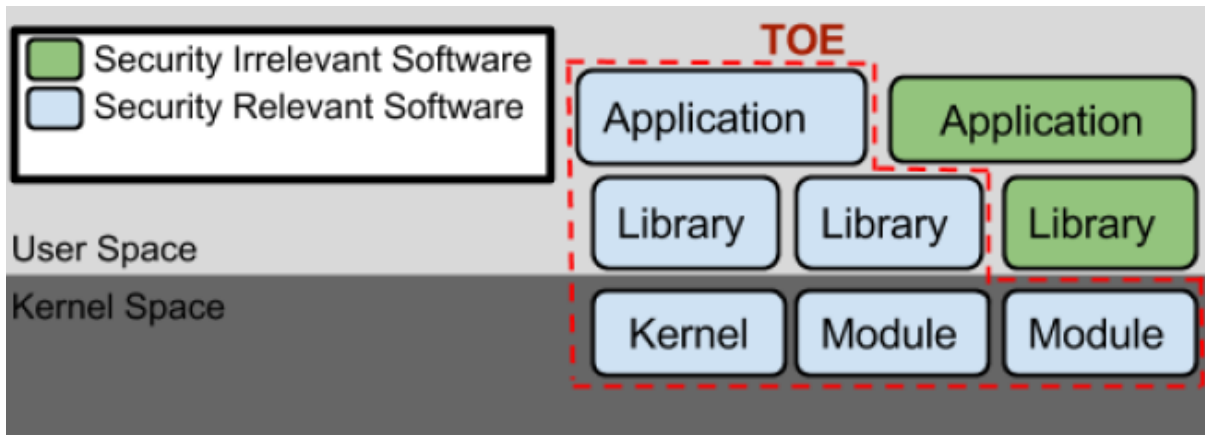 TOE
Security Irrelevant Software
Security Relevant Software
Application
Application
Library
Library
Library
User Space
Kernel Space
Kernel
Module
Module